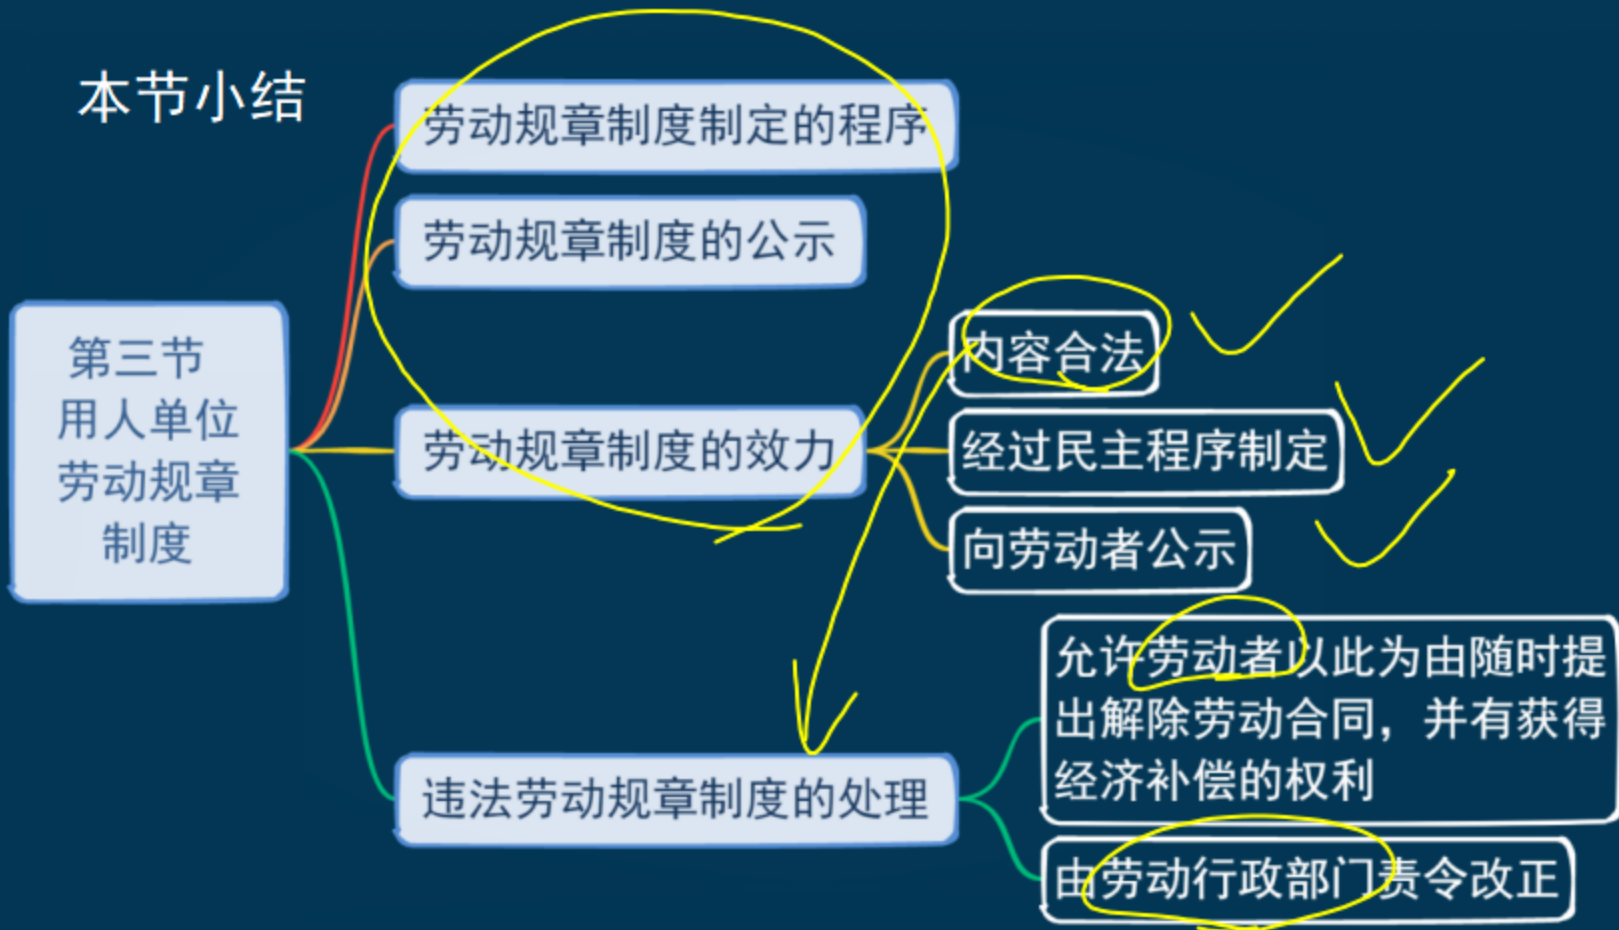 本节小结
劳动规章制度制定的程序
劳动规章制度的公示
第三节
用人单位
劳动规章
制度
劳动规章制度的效力
内容合法
经过民主程序制定
向劳动者公示
违法劳动规章制度的处理
允许劳动者以此为由随时提
出解除劳动合同，并有获得
经济补偿的权利
由劳动行政部门责令改正